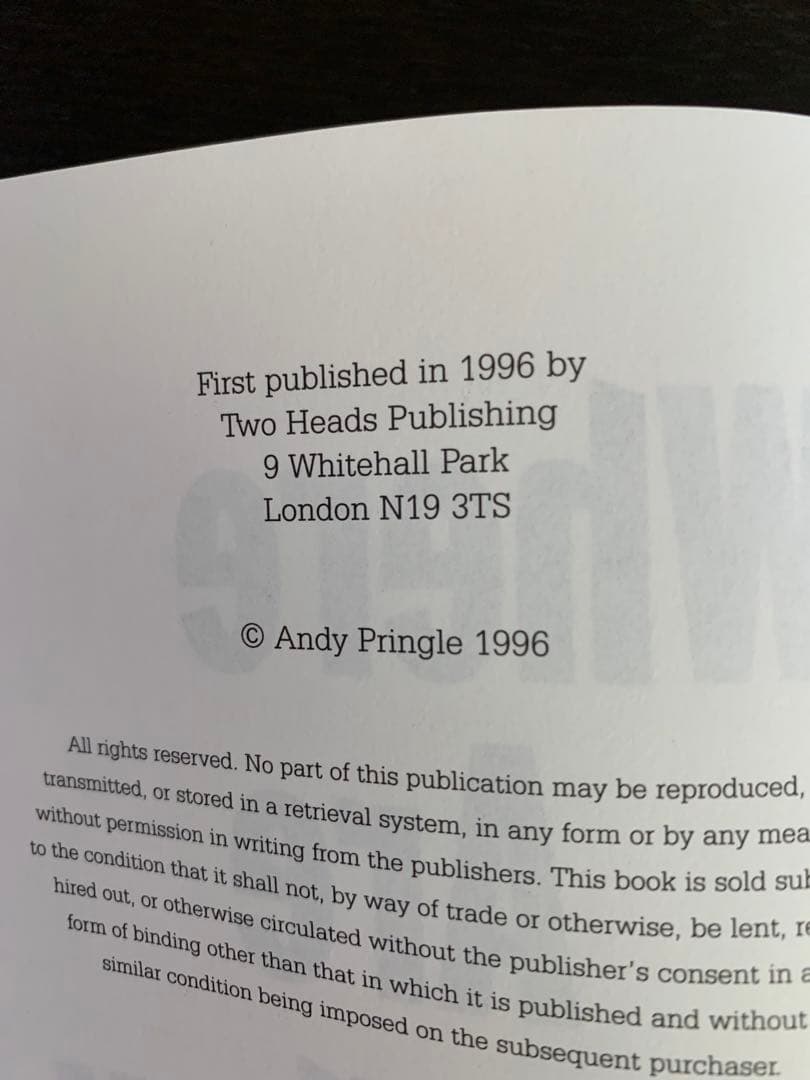 First published in 1996 by
Two Heads Publishing
9 Whitehall Park
London N19 3TS
© Andy Pringle 1996
All rights reserved. No part of this publication may be reproduced,
transmitted, or stored in a retrieval system, in any form or by any
without permission in writing from the publishers. This book is sold
to the condition that it shall not, by way of trade or otherwise, be lent,
hired out, or otherwise circulated without the publisher's consent in
form of binding other than that in which it is published and without
similar condition being imposed on the subsequent purchaser.